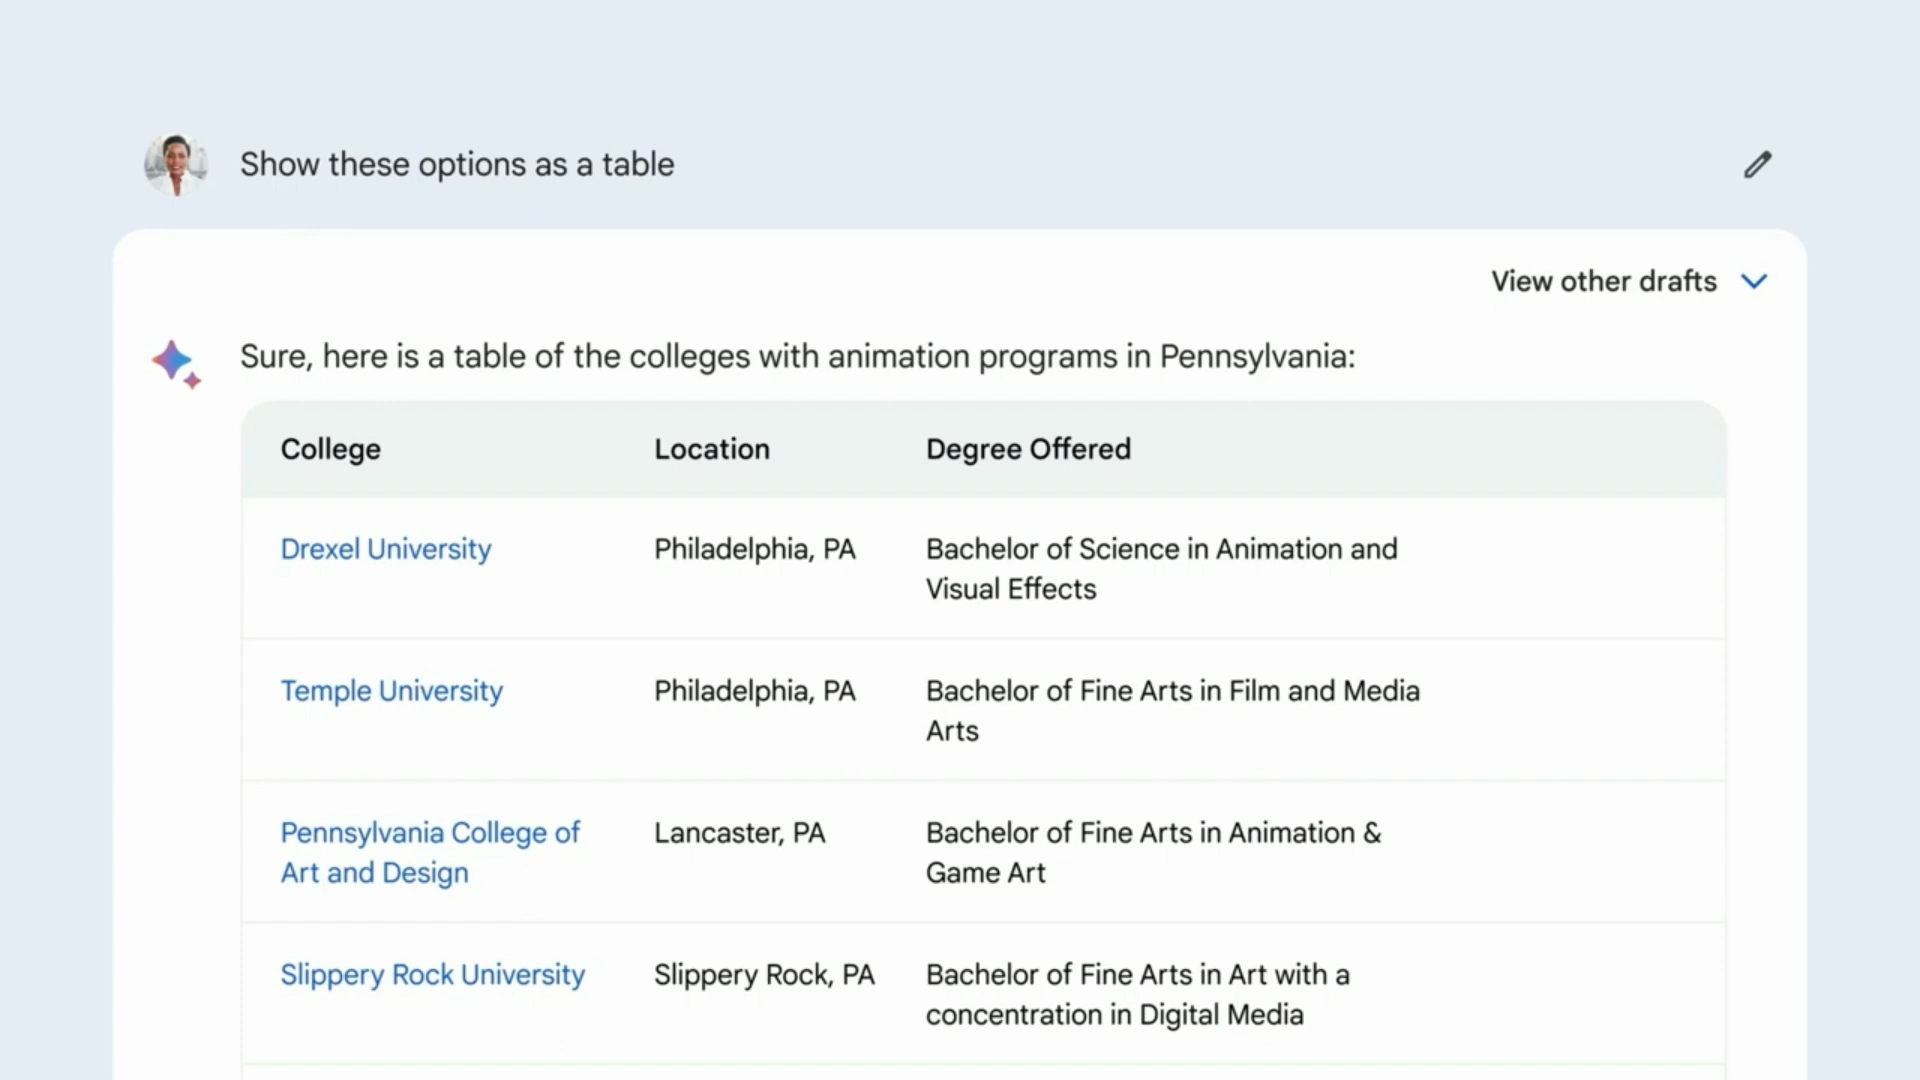 Show these options as a table
View other drafts
Sure, here is a table of the colleges with animation programs in Pennsylvania:
College Location Degree Offered
Drexel University Philadelphia, PA Bachelor of Science in Animation and
Visual Effects
Temple University Philadelphia, PA Bachelor of Fine Arts in Film and Media
Arts
Pennsylvania College of Lancaster, PA Bachelor of Fine Arts in Animation &
Art and Design Game Art
Slippery Rock University Slippery Rock, PA Bachelor of Fine Arts in Art with a
concentration in Digital Media